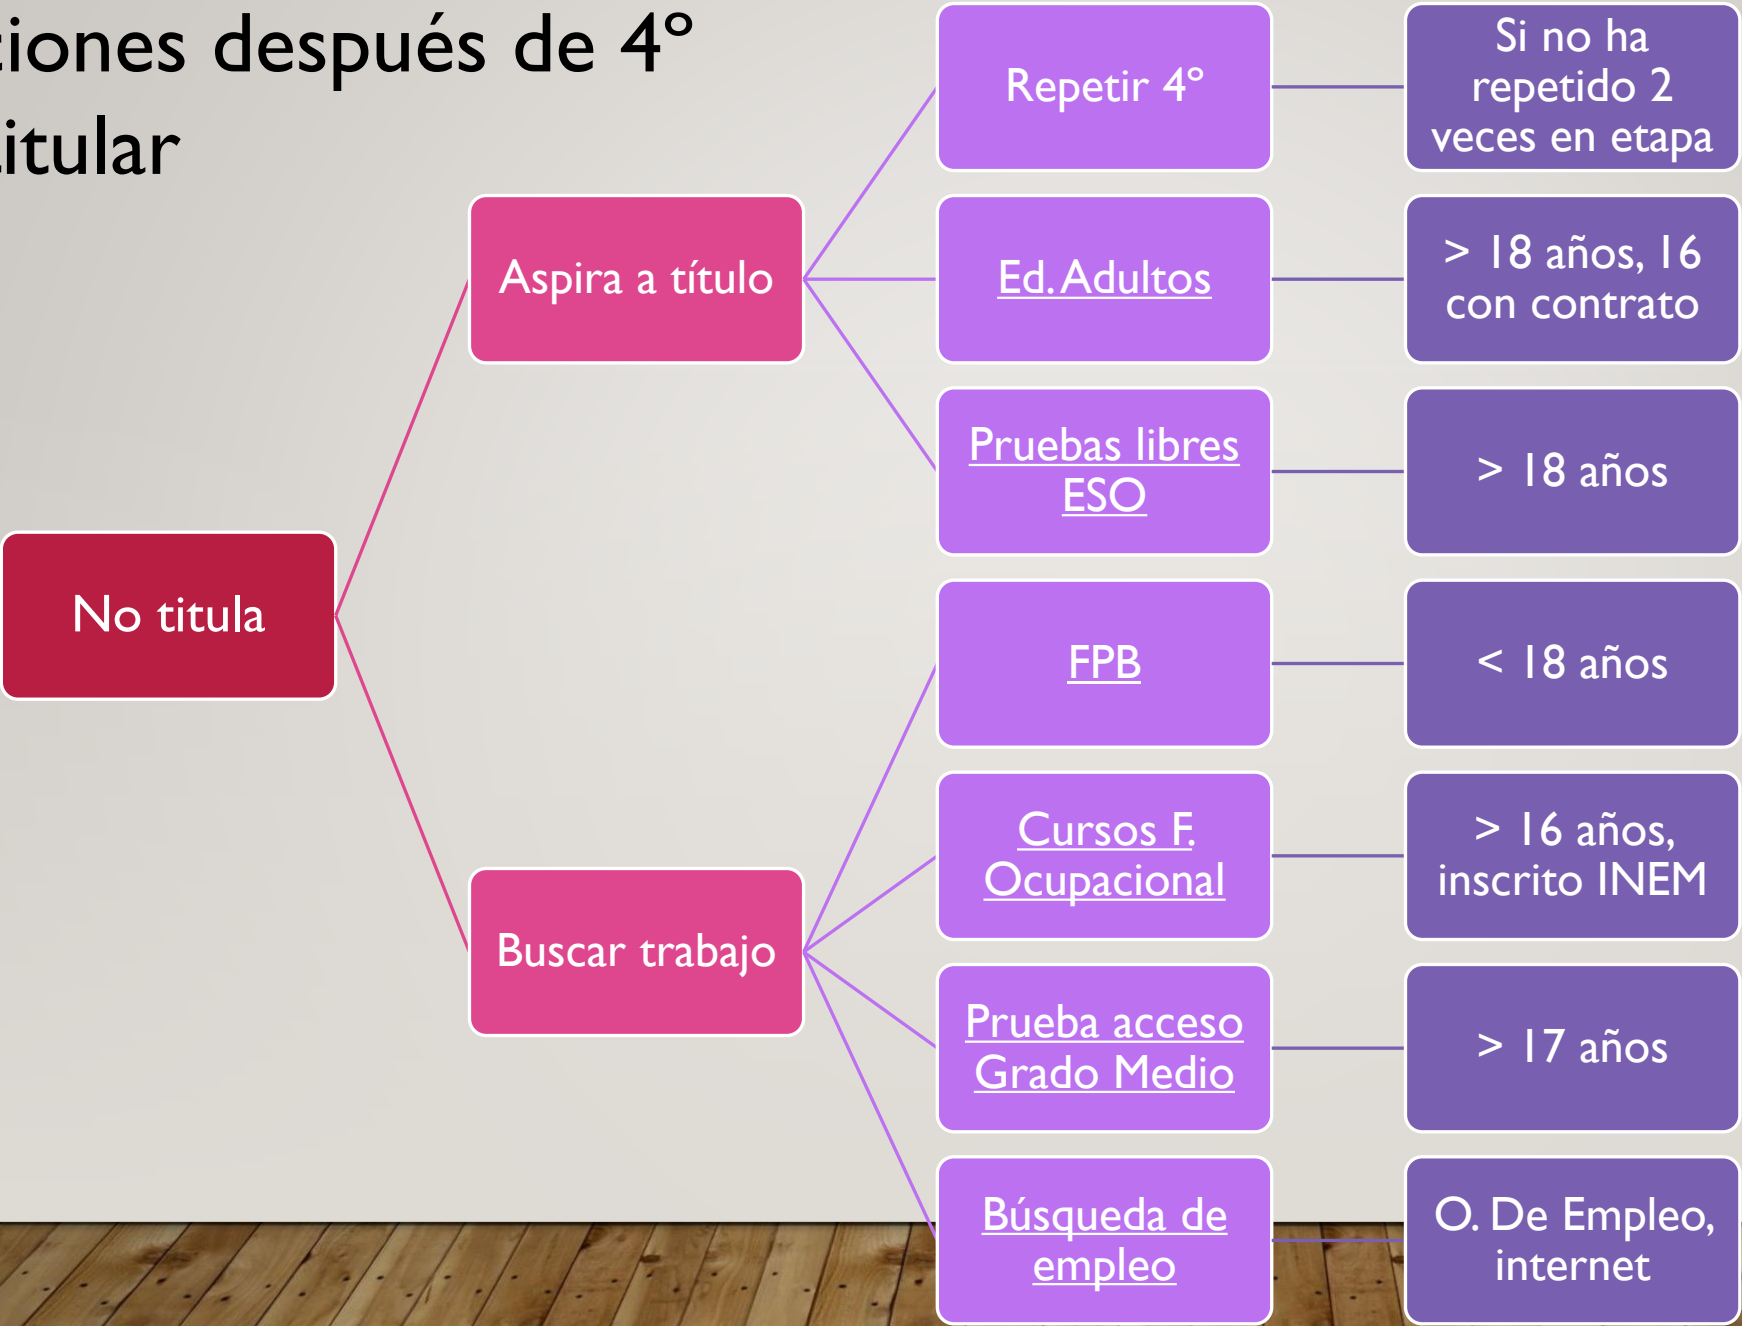 ciones después de 4º
titular
Repetir 4º
Si no ha
repetido 2
veces en etapa
Aspira a título
Ed. Adultos
> 18 años, 16
con contrato
Pruebas libres
ESO
> 18 años
No titula
FPB
< 18 años
Cursos F.
Ocupacional
> 16 años,
inscrito INEM
Buscar trabajo
Prueba acceso
Grado Medio
> 17 años
Búsqueda de
empleo
O. De Empleo,
internet